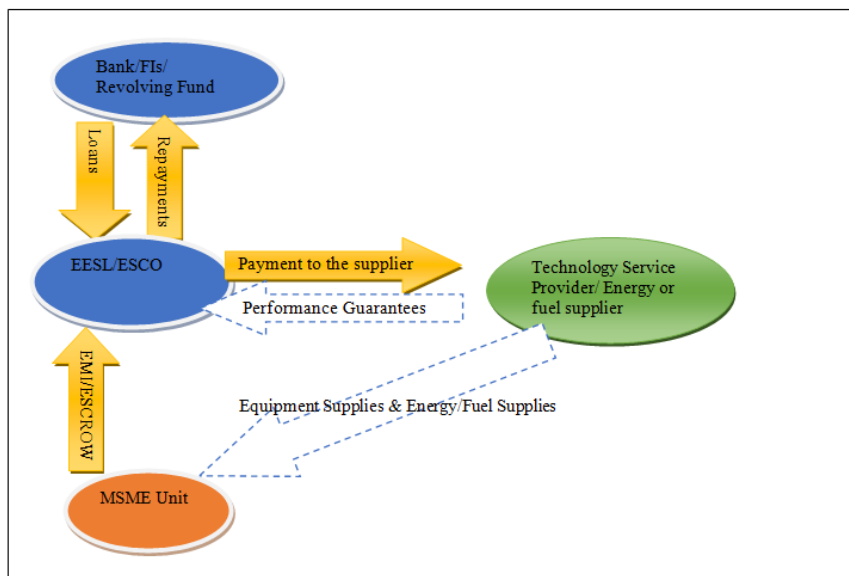 Bank/FIs/
Revolving Fund
Loans
Repayments
EESL/ESCO
Payment to the supplier
Performance Guarantees
Technology Service
Provider/ Energy or
fuel supplier
Equipment Supplies & Energy/Fuel Supplies
EMI/ESCROW
MSME Unit